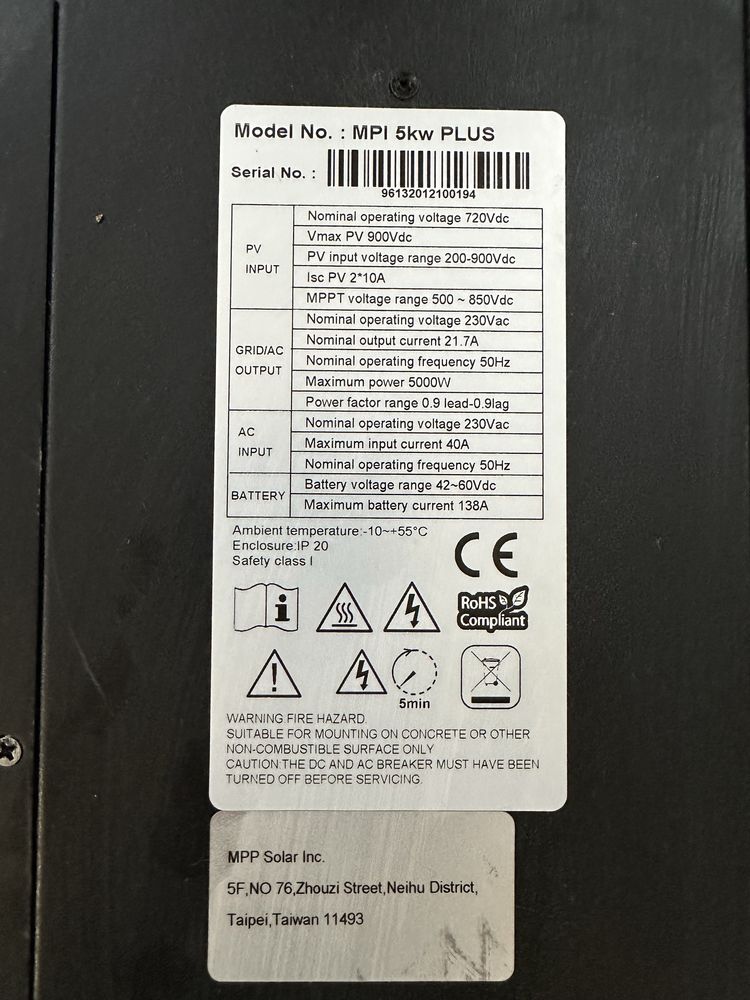 Model No. : MPI 5kw PLUS
Serial No. :
96132012100194
PV INPUT
Nominal operating voltage 720Vdc
Vmax PV 900Vdc
PV input voltage range 200-900Vdc
Isc PV 2*10A
MPPT voltage range 500 ~ 850Vdc
GRID/AC OUTPUT
Nominal operating voltage 230Vac
Nominal output current 21.7A
Nominal operating frequency 50Hz
Maximum power 5000W
Power factor range 0.9 lead-0.9lag
AC INPUT
Nominal operating voltage 230Vac
Maximum input current 40A
Nominal operating frequency 50Hz
BATTERY
Battery voltage range 42~60Vdc
Maximum battery current 138A
Ambient temperature:-10~+55°C
Enclosure:IP 20
Safety class I
CE
RoHS
Compliant
5min
WARNING FIRE HAZARD.
SUITABLE FOR MOUNTING ON CONCRETE OR OTHER
NON-COMBUSTIBLE SURFACE ONLY
CAUTION:THE DC AND AC BREAKER MUST HAVE BEEN
TURNED OFF BEFORE SERVICING.
MPP Solar Inc.
5F,NO 76,Zhouzi Street,Neihu District,
Taipei,Taiwan 11493